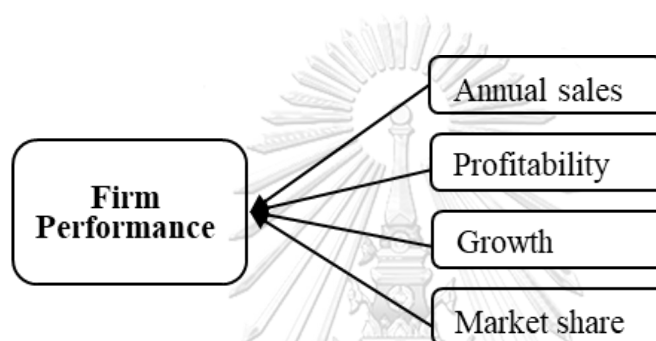 Annual sales
Profitability
Firm
Performance
Growth
Market share